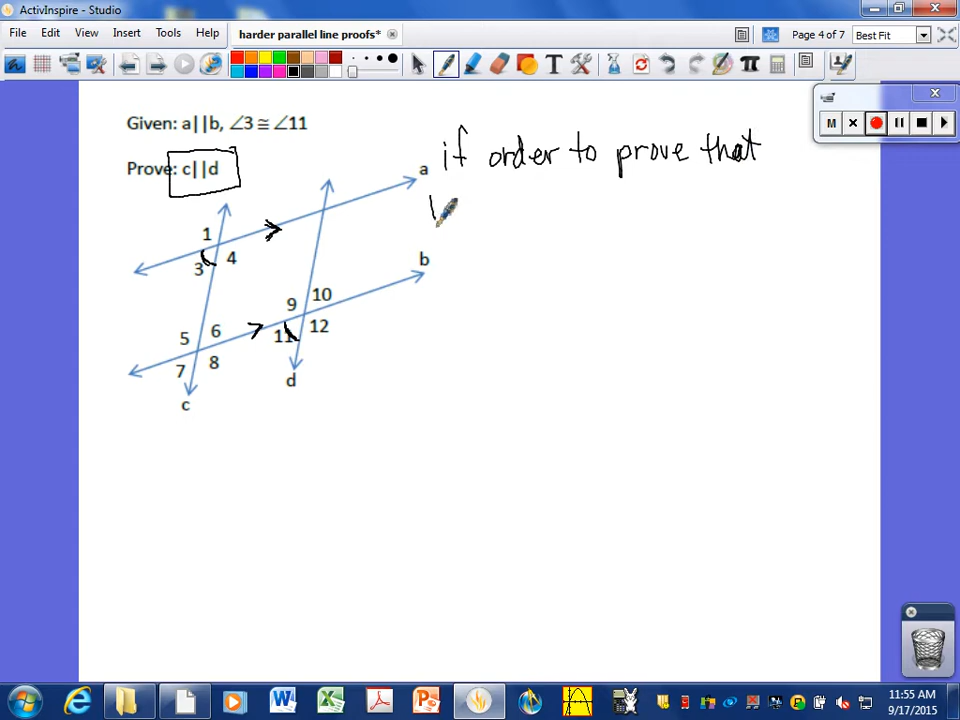 ActivInspire - Studio
File Edit View Insert Tools Help
harder parallel line proofs*
Page 4 of 7
Best Fit
M
Given: a||b, ∠3 ≅ ∠11
Prove: c||d
if order to prove that
a
1
3
4
b
9
10
11
12
5
6
7
8
d
c
11:55 AM
9/17/2015